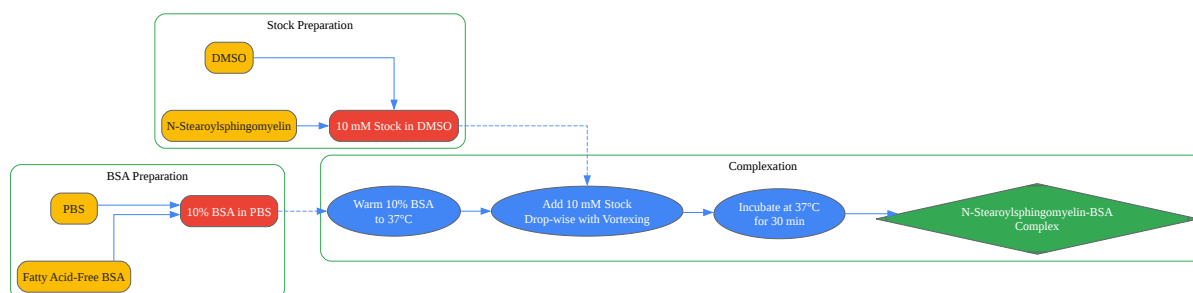 Stock Preparation
DMSO
N-Stearoylsphingomyelin
10 mM Stock in DMSO
BSA Preparation
PBS
10% BSA in PBS
Fatty Acid-Free BSA
Complexation
Warm 10% BSA
to 37°C
Add 10 mM Stock
Drop-wise with Vortexing
Incubate at 37°C
for 30 min
N-Stearoylsphingomyelin-BSA
Complex